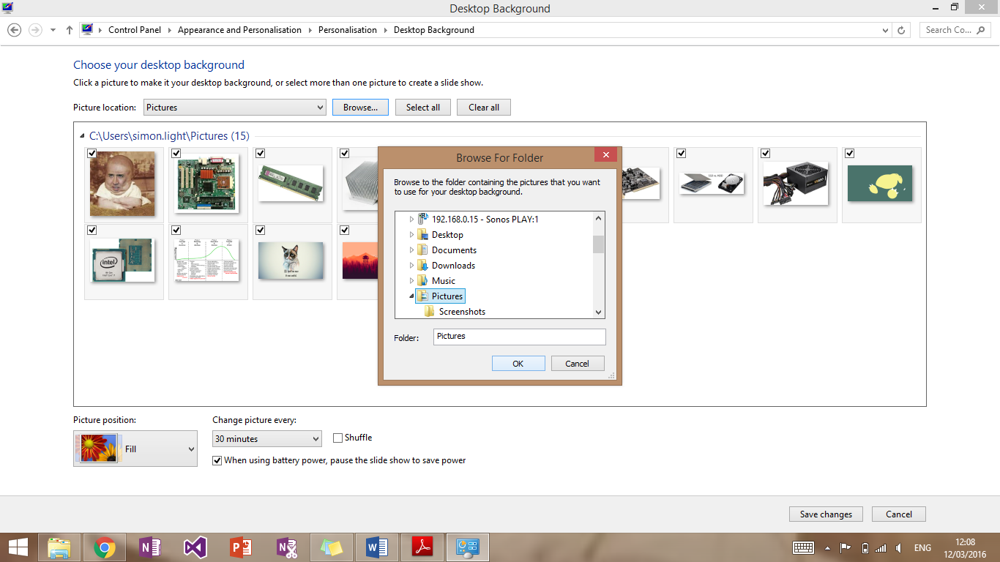 Desktop Background
Control Panel Appearance and Personalisation Personalisation Desktop Background
Search Co...
Choose your desktop background
Click a picture to make it your desktop background, or select more than one picture to create a slide show.
Picture location: Pictures Browse... Select all Clear all
C:\Users\simon.light\Pictures (15)
Browse For Folder
Browse to the folder containing the pictures that you want
to use for your desktop background.
192.168.0.15 - Sonos PLAY:1
Desktop
Documents
Downloads
Music
Pictures
Screenshots
Folder: Pictures
OK Cancel
intel
Picture position:
Fill
Change picture every:
30 minutes
Shuffle
When using battery power, pause the slide show to save power
Save changes Cancel
ENG
12:08
12/03/2016